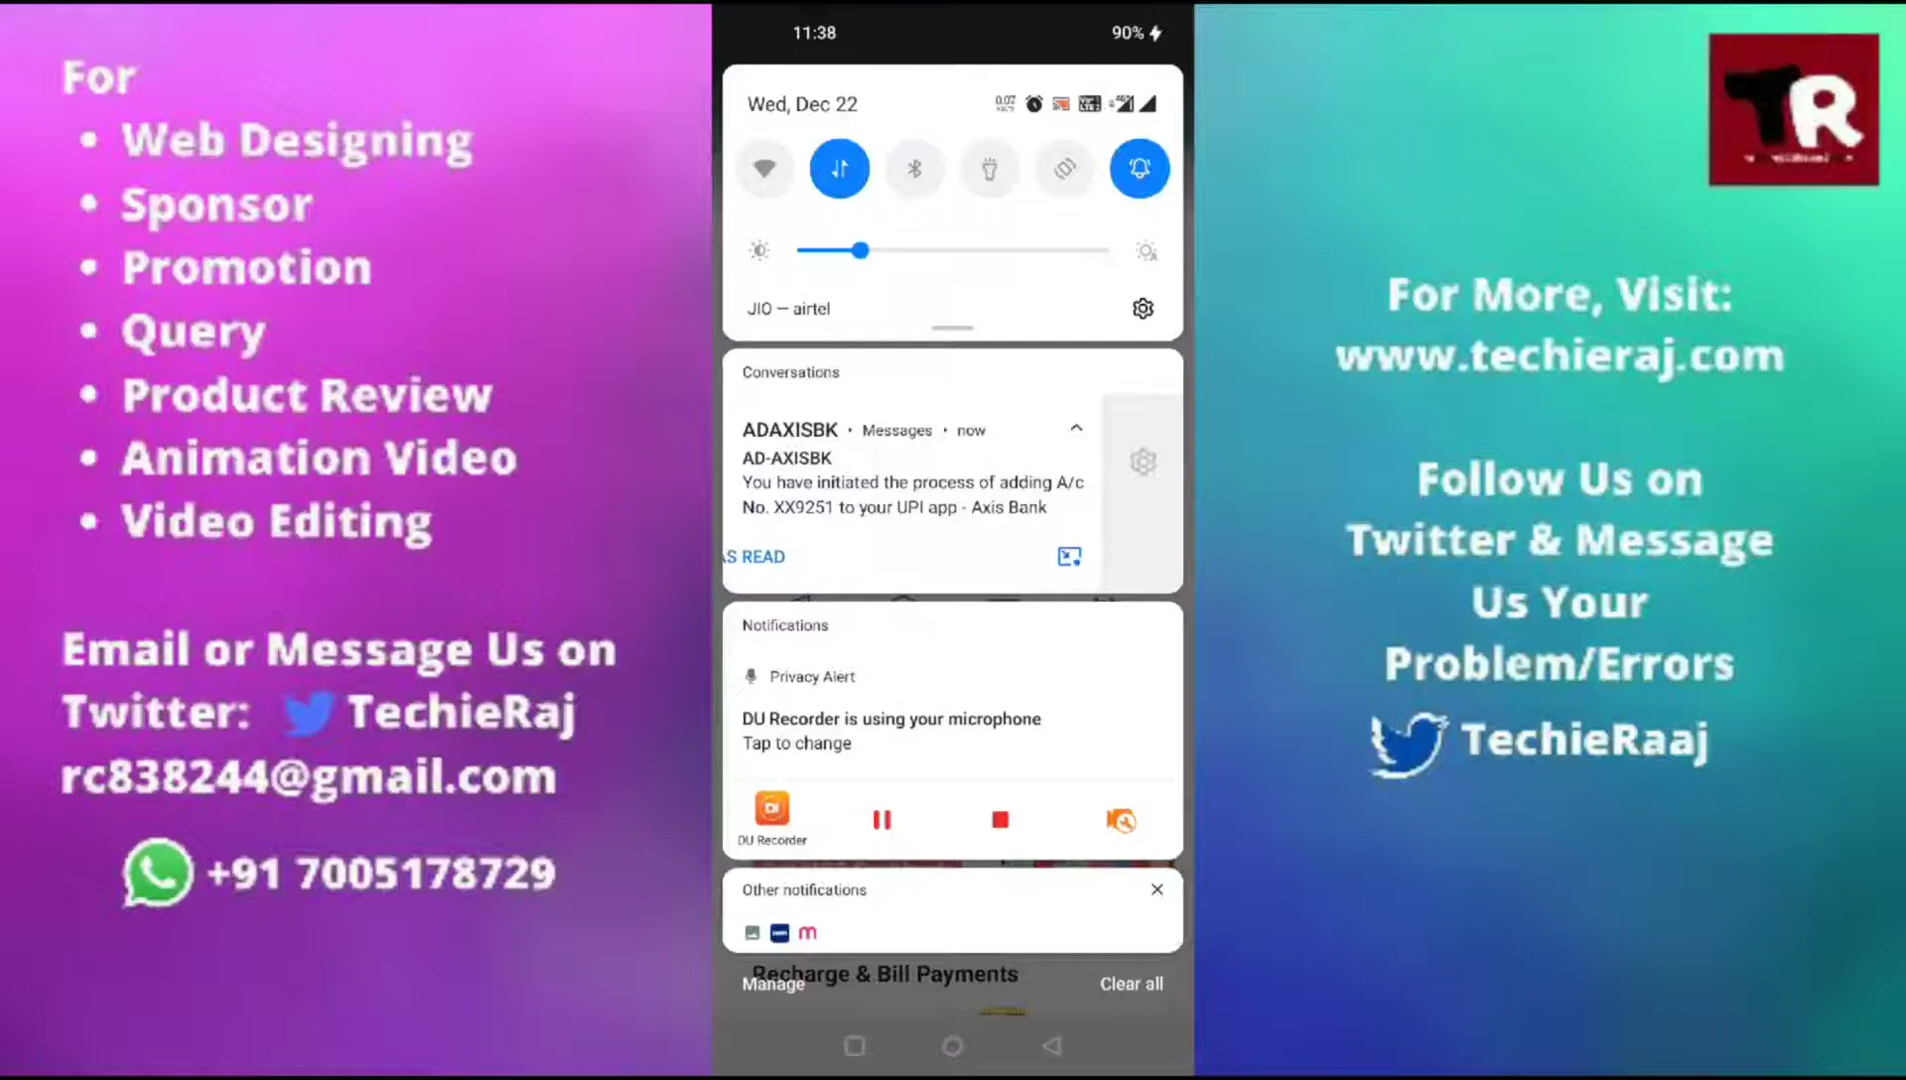 For
Web Designing
Sponsor
Promotion
Query
Product Review
Animation Video
Video Editing
Email or Message Us on
Twitter: TechieRaj
rc838244@gmail.com
+91 7005178729
11:38
90%
Wed, Dec 22
0.07
JIO — airtel
Conversations
ADAXISBK • Messages • now
AD-AXISBK
You have initiated the process of adding A/c
No. XX9251 to your UPI app - Axis Bank
AS READ
Notifications
Privacy Alert
DU Recorder is using your microphone
Tap to change
DU Recorder
Other notifications
Recharge & Bill Payments
Manage
Clear all
TR
For More, Visit:
www.techieraj.com
Follow Us on
Twitter & Message
Us Your
Problem/Errors
TechieRaaj